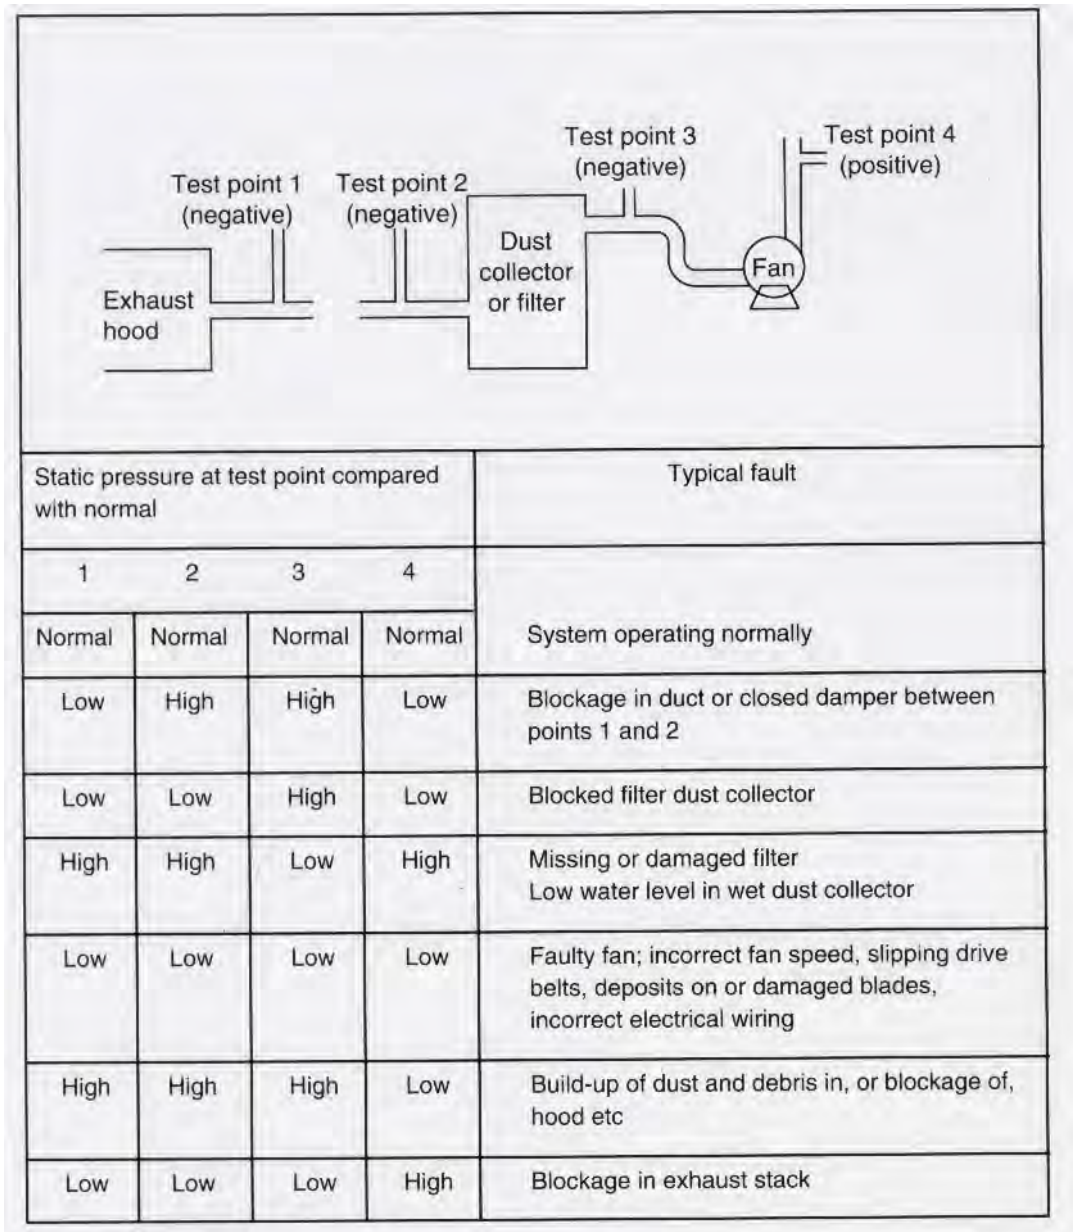 Test point 3
(negative)
Test point 4
(positive)
Test point 1
(negative)
Test point 2
(negative)
Dust
collector
or filter
Fan
Exhaust
hood
Static pressure at test point compared
with normal
Typical fault
1 2 3 4
Normal Normal Normal Normal System operating normally
Low High High Low Blockage in duct or closed damper between
points 1 and 2
Low Low High Low Blocked filter dust collector
High High Low High Missing or damaged filter
Low water level in wet dust collector
Low Low Low Low Faulty fan; incorrect fan speed, slipping drive
belts, deposits on or damaged blades,
incorrect electrical wiring
High High High Low Build-up of dust and debris in, or blockage of,
hood etc
Low Low Low High Blockage in exhaust stack